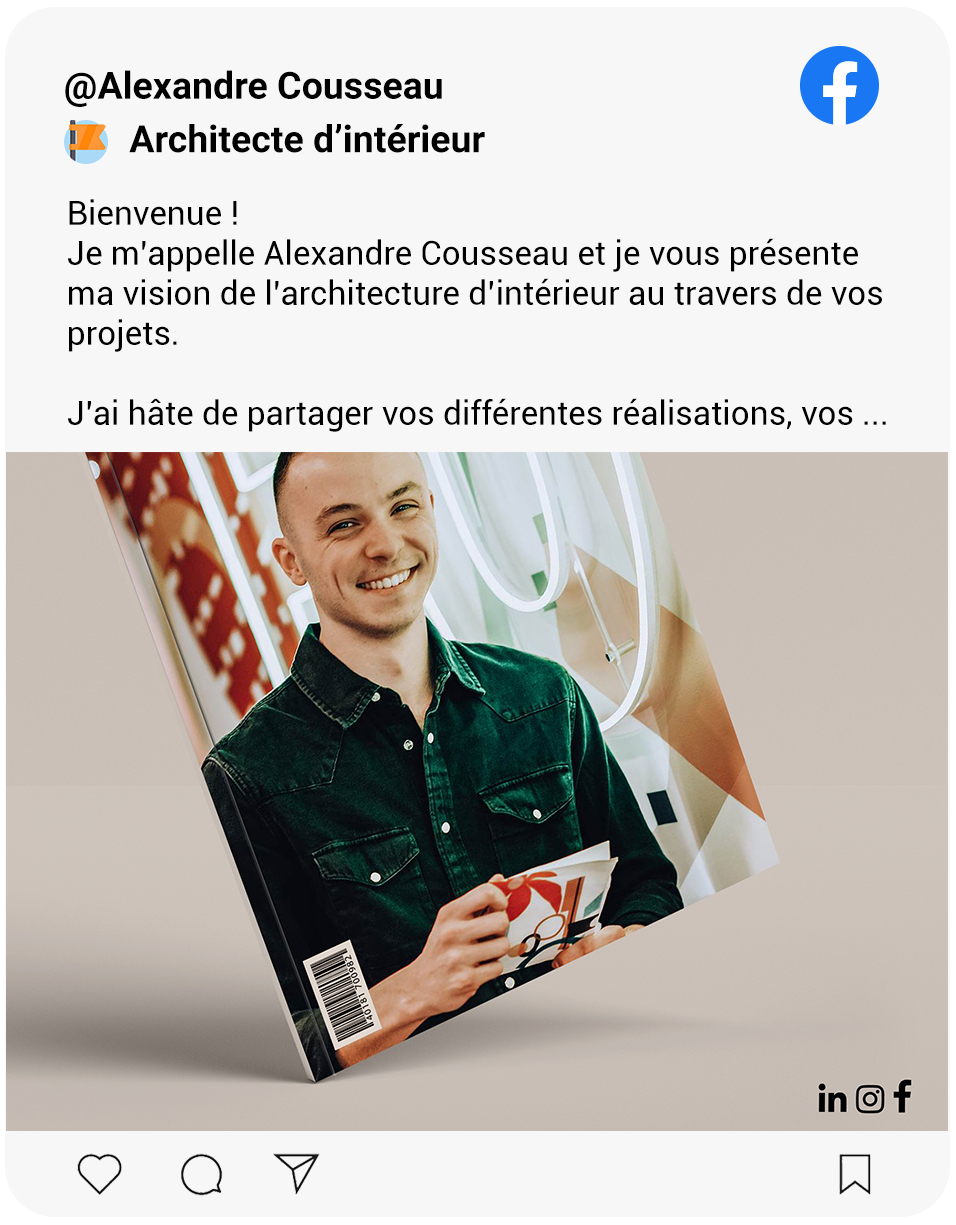 @Alexandre Cousseau
Architecte d’intérieur
Bienvenue !
Je m'appelle Alexandre Cousseau et je vous présente
ma vision de l'architecture d'intérieur au travers de vos
projets.
J'ai hâte de partager vos différentes réalisations, vos ...
40181 700982
in